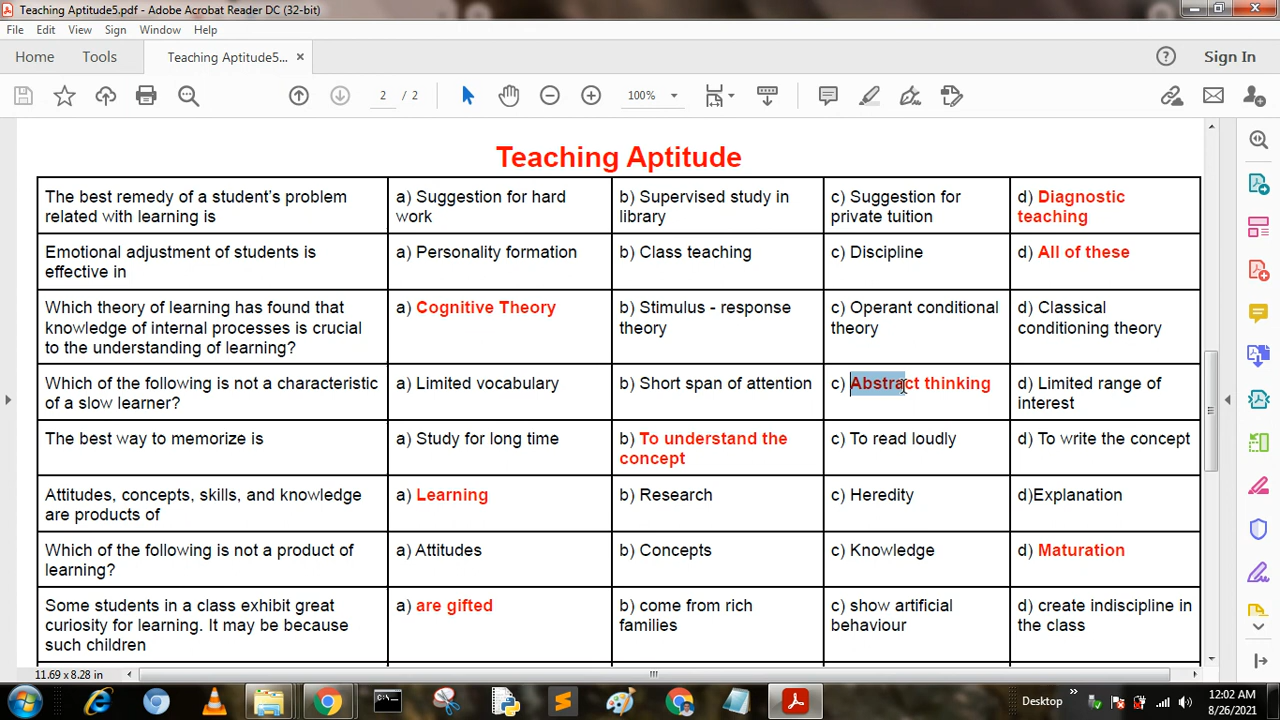 Teaching Aptitude5.pdf - Adobe Acrobat Reader DC (32-bit)
File Edit View Sign Window Help
Home Tools Teaching Aptitude5... × ? Sign In
2 / 2 100%
Teaching Aptitude
The best remedy of a student's problem
related with learning is
a) Suggestion for hard
work
b) Supervised study in
library
c) Suggestion for
private tuition
d) Diagnostic
teaching
Emotional adjustment of students is
effective in
a) Personality formation
b) Class teaching
c) Discipline
d) All of these
Which theory of learning has found that
knowledge of internal processes is crucial
to the understanding of learning?
a) Cognitive Theory
b) Stimulus - response
theory
c) Operant conditional
theory
d) Classical
conditioning theory
Which of the following is not a characteristic
of a slow learner?
a) Limited vocabulary
b) Short span of attention
c) Abstract thinking
d) Limited range of
interest
The best way to memorize is
a) Study for long time
b) To understand the
concept
c) To read loudly
d) To write the concept
Attitudes, concepts, skills, and knowledge
are products of
a) Learning
b) Research
c) Heredity
d)Explanation
Which of the following is not a product of
learning?
a) Attitudes
b) Concepts
c) Knowledge
d) Maturation
Some students in a class exhibit great
curiosity for learning. It may be because
such children
a) are gifted
b) come from rich
families
c) show artificial
behaviour
d) create indiscipline in
the class
11.69 x 8.28 in
Desktop » 12:02 AM
8/26/2021